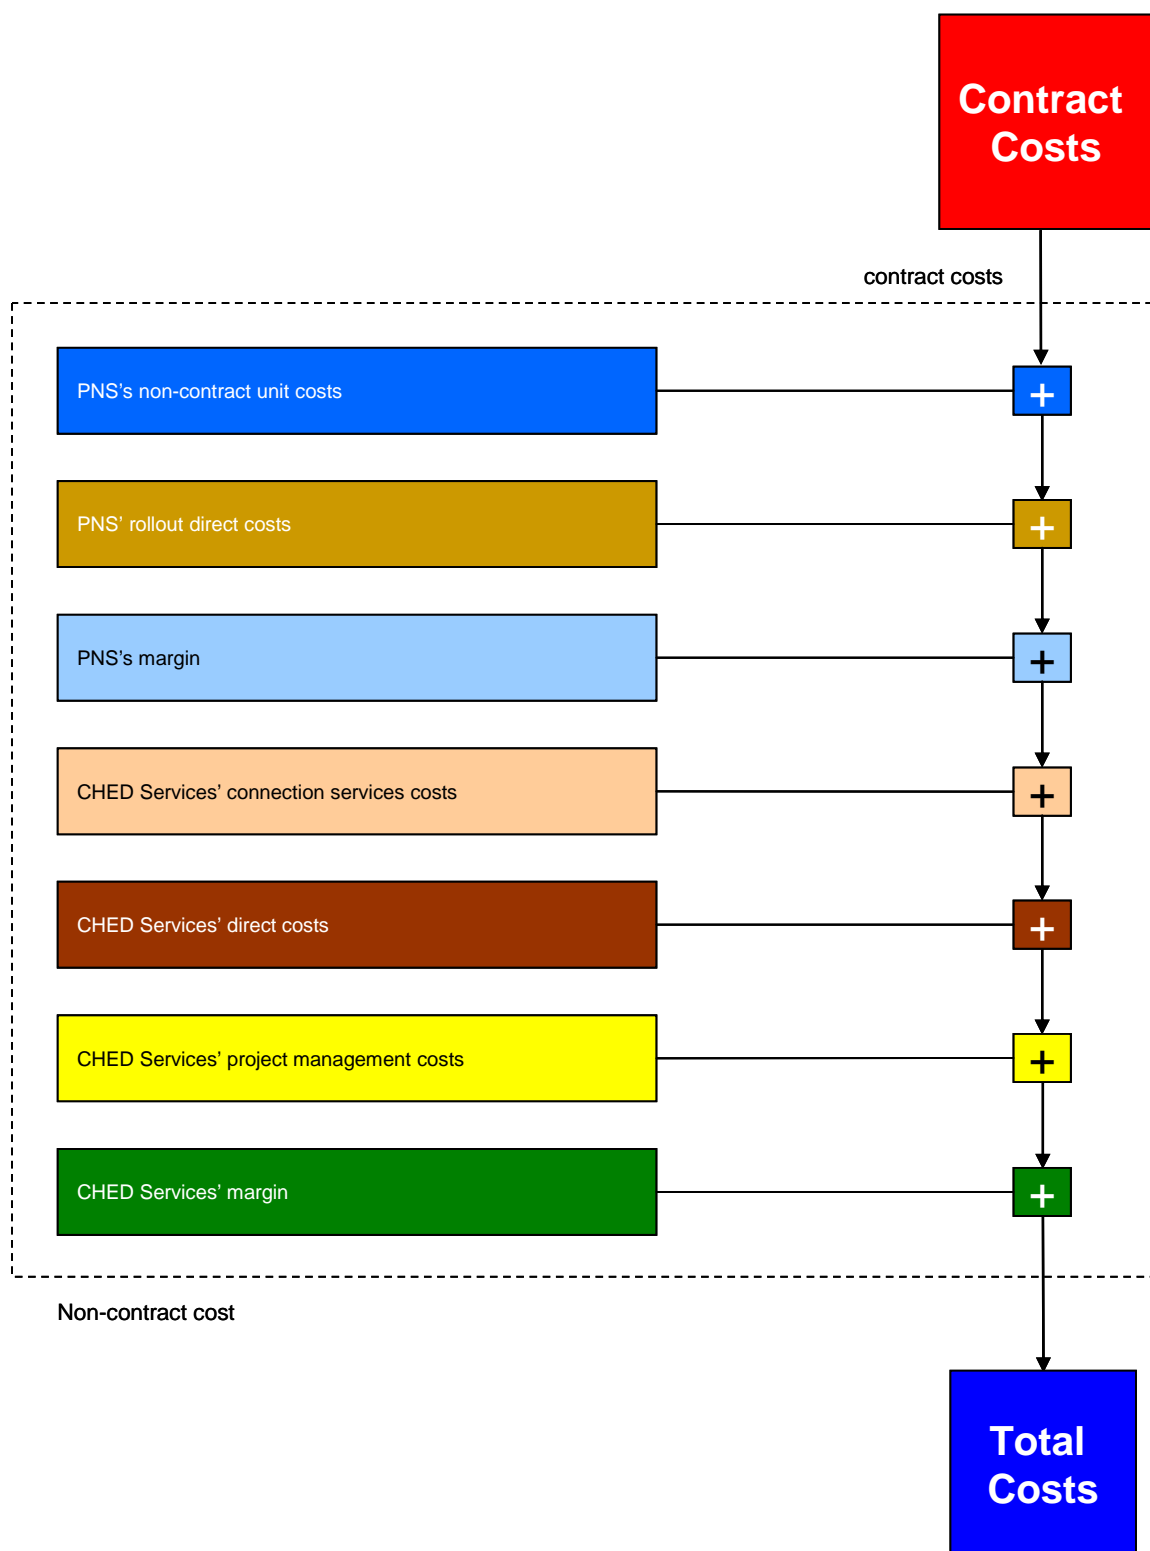 Contract
Costs
contract costs
PNS’s non-contract unit costs
+
PNS’ rollout direct costs
+
PNS’s margin
+
CHED Services’ connection services costs
+
CHED Services’ direct costs
+
CHED Services’ project management costs
+
CHED Services’ margin
+
Non-contract cost
Total
Costs